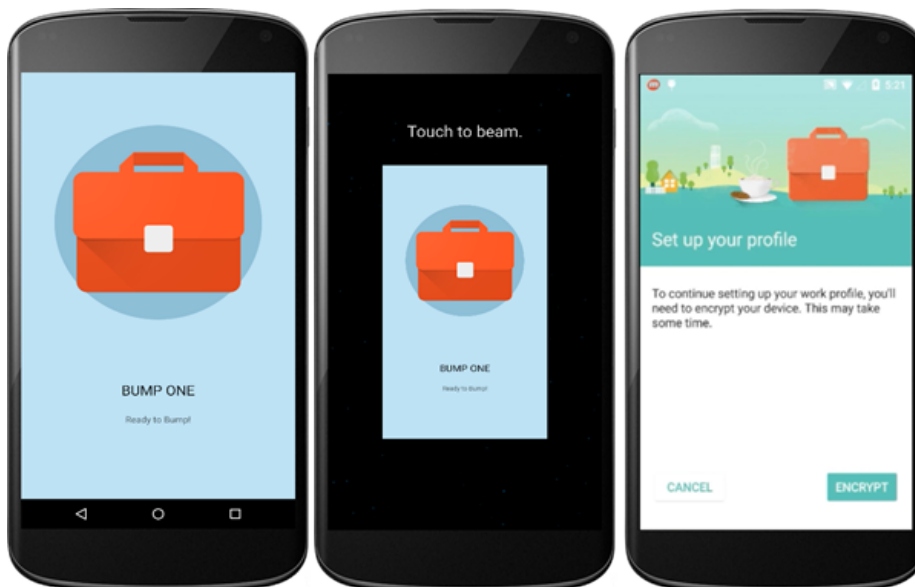 BUMP ONE
Ready to Bump!
Touch to beam.
BUMP ONE
Ready to Bump!
5:21
Set up your profile
To continue setting up your work profile, you'll
need to encrypt your device. This may take
some time.
CANCEL
ENCRYPT